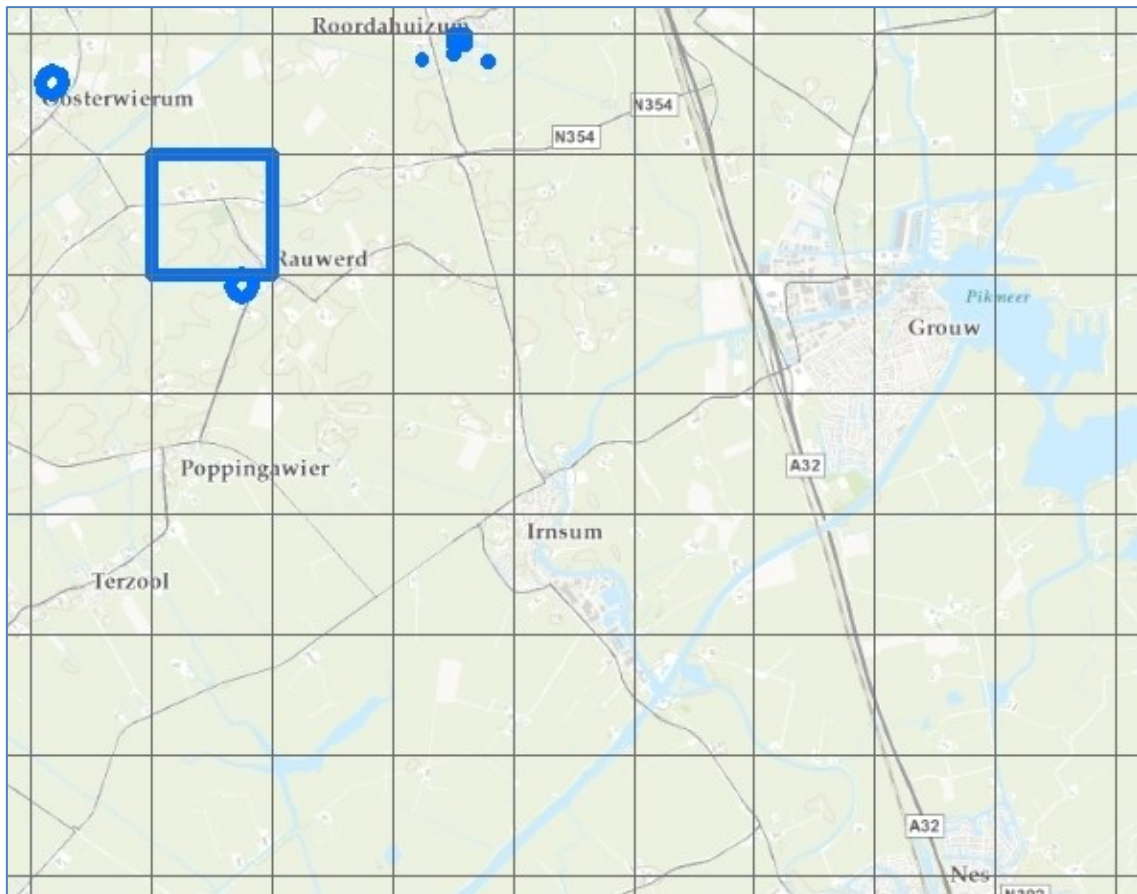 Roordahuizum
Oosterwierum
N354
N354
Rauwerd
Pikmeer
Grouw
A32
Poppingawier
Irnsum
Terzool
A32
Nes